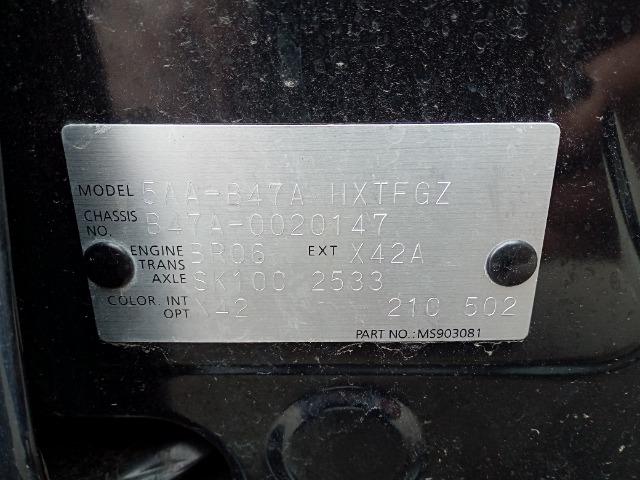 MODEL 5AA-B47A HXTFGZ
CHASSIS NO. B47A-0020147
ENGINE BR06 EXT X42A
TRANS AXLE SK100 2533
COLOR. INT 42
OPT 210 502
PART NO.:MS903081